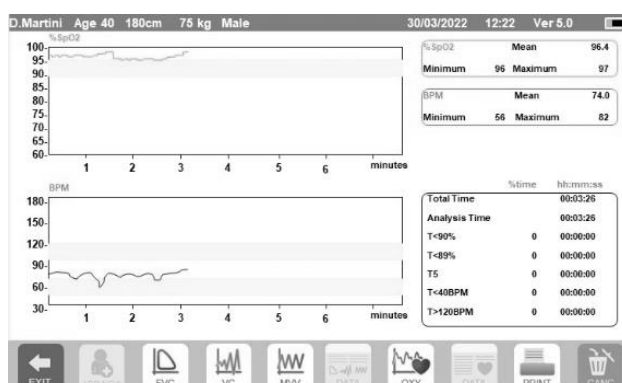 D.Martini Age 40 180cm 75 kg Male 30/03/2022 12:22 Ver 5.0
%SpO2
100
95
90
85
80
75
70
65
60
1 2 3 4 5 6 minutes
%SpO2 Mean 96.4
Minimum 96 Maximum 97
BPM Mean 74.0
Minimum 56 Maximum 82
BPM
180
150
120
90
60
30
1 2 3 4 5 6 minutes
%time hh:mm:ss
Total Time 00:03:26
Analysis Time 00:03:26
T<90% 0 00:00:00
T<89% 0 00:00:00
T5 0 00:00:00
T<40BPM 0 00:00:00
T>120BPM 0 00:00:00
EXIT FVC VC MVV DATA OXY DATA PRINT CANC